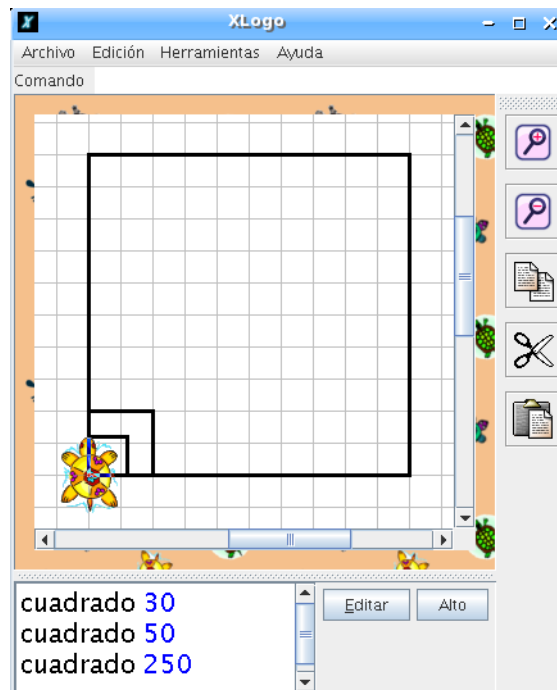 XLogo
Archivo Edición Herramientas Ayuda
Comando
cuadrado 30
cuadrado 50
cuadrado 250
Editar
Alto